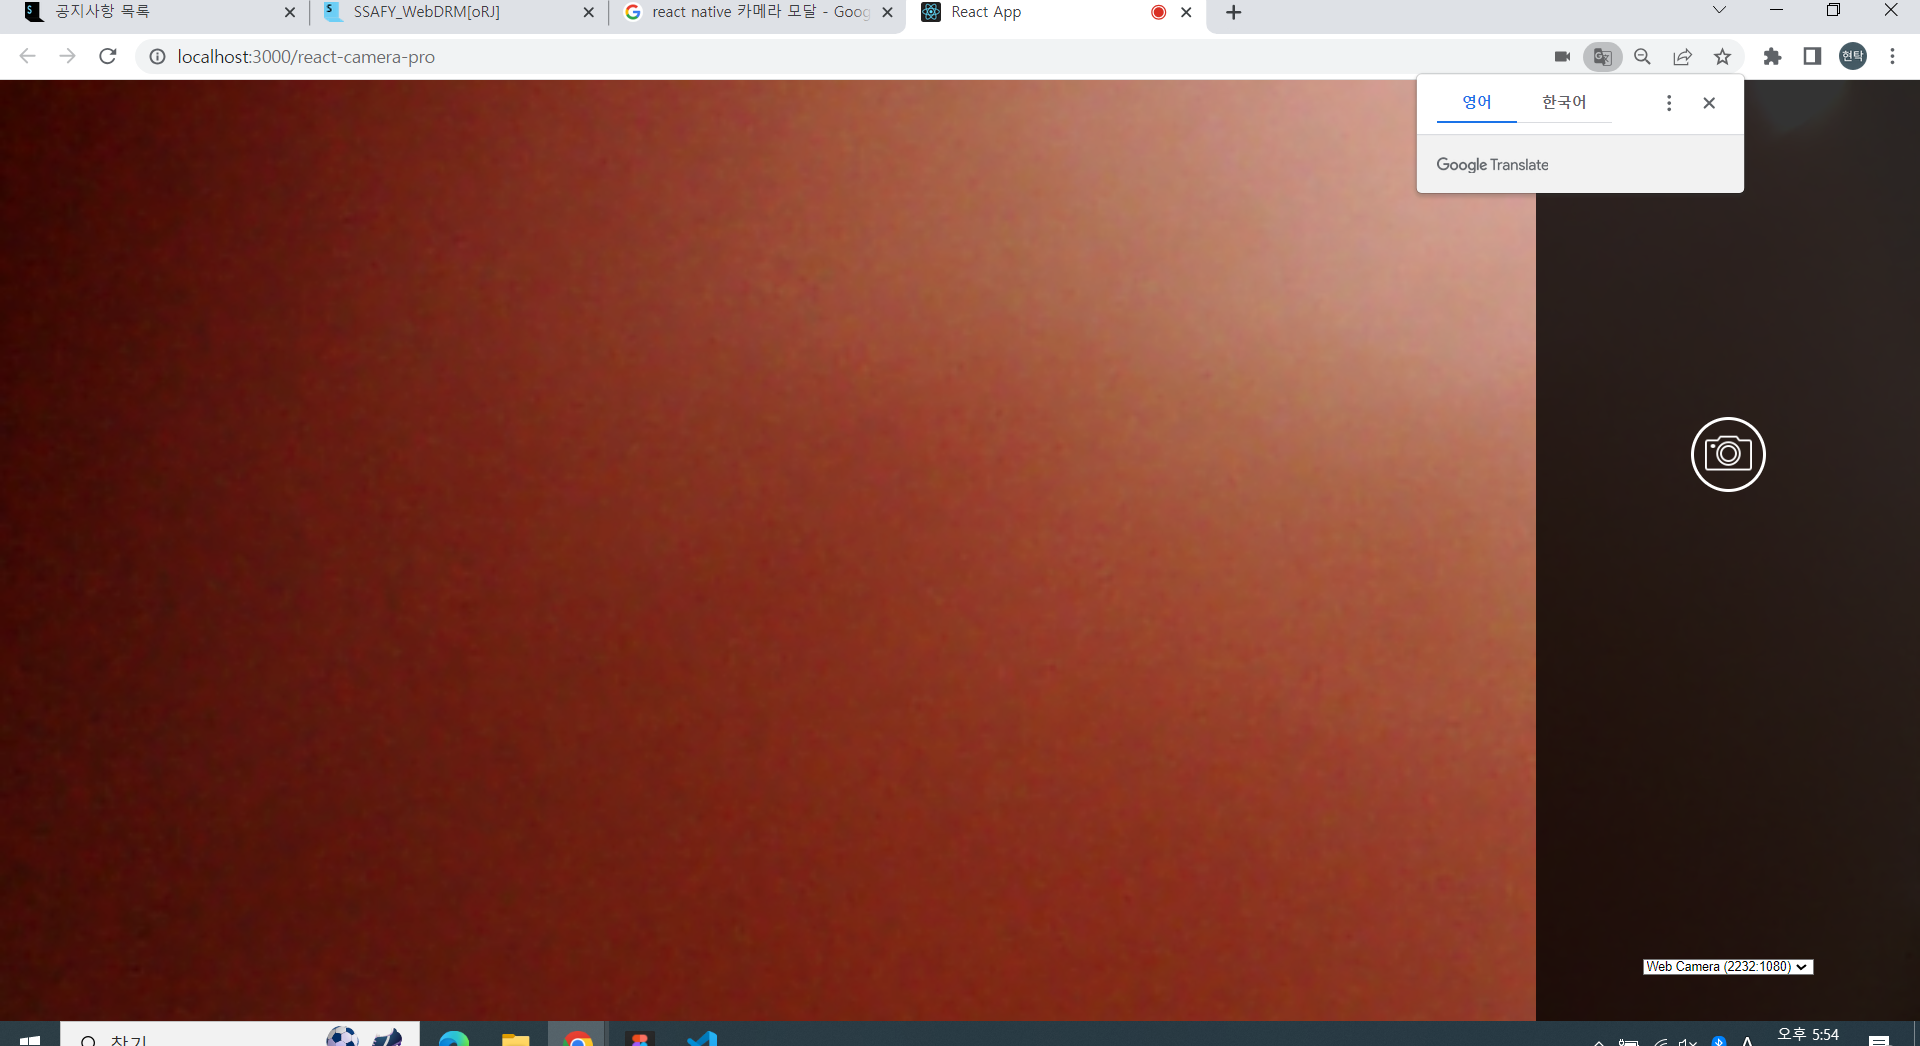 공지사항 목록
SSAFY_WebDRM[oRJ]
react native 카메라 모달 - Goog
React App
localhost:3000/react-camera-pro
현탁
영어 한국어
Google Translate
Web Camera (2232:1080)
찾기
A
오후 5:54